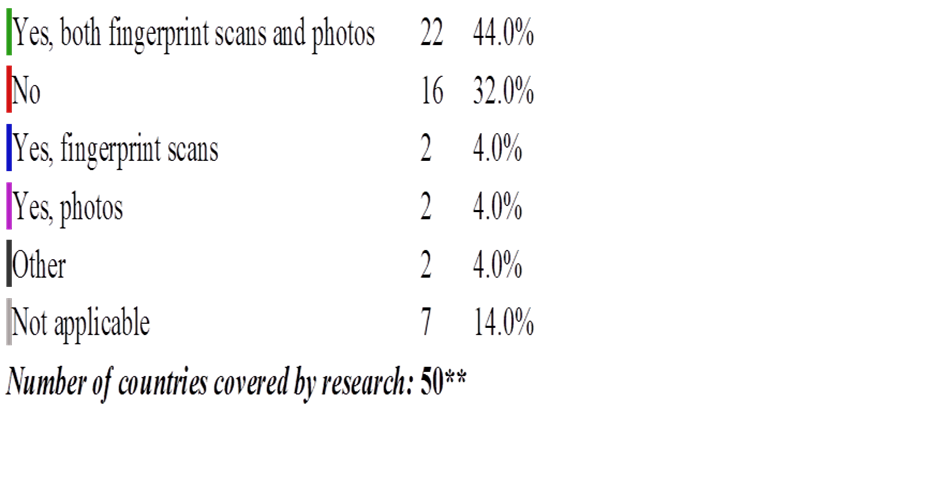 Yes, both fingerprint scans and photos 22 44.0%
No 16 32.0%
Yes, fingerprint scans 2 4.0%
Yes, photos 2 4.0%
Other 2 4.0%
Not applicable 7 14.0%
Number of countries covered by research: 50**